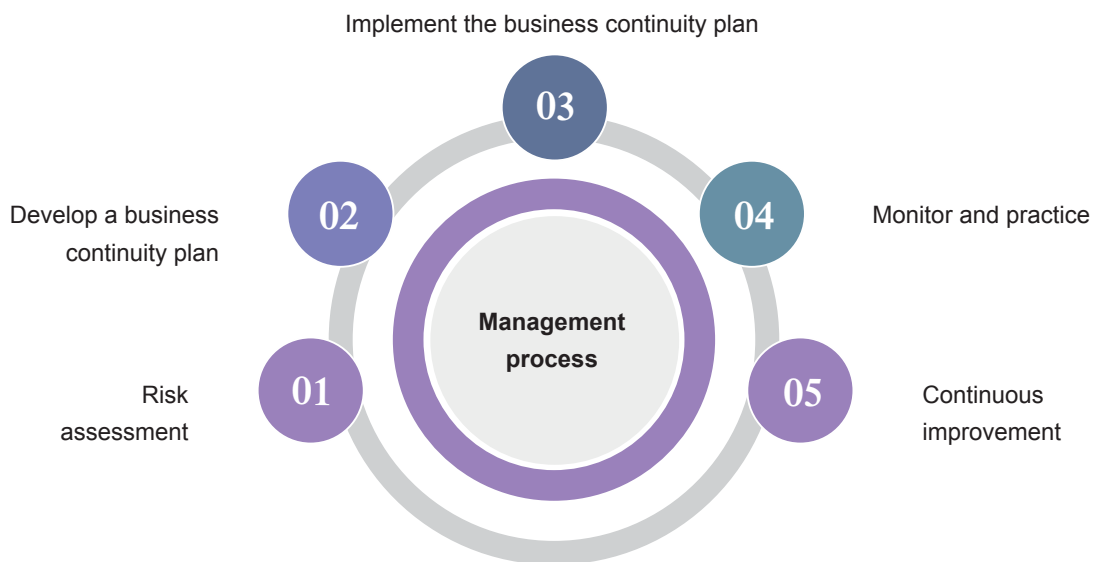 Implement the business continuity plan
03
02
Develop a business
continuity plan
04
Monitor and practice
Management
process
01
Risk
assessment
05
Continuous
improvement